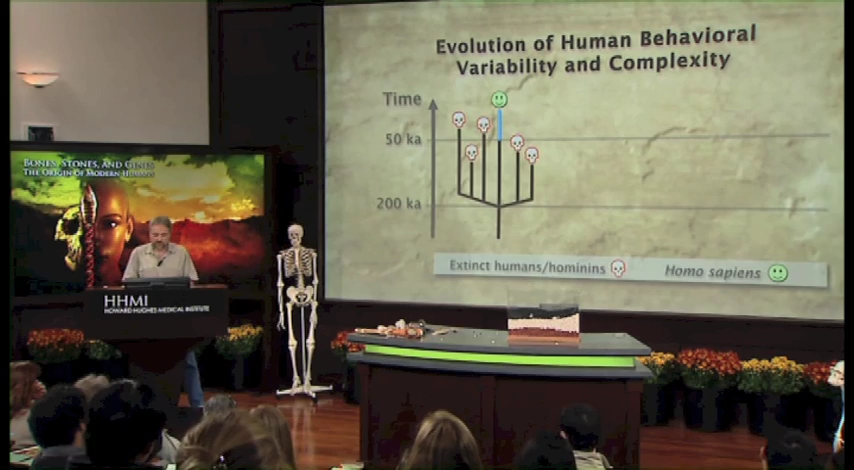 Evolution of Human Behavioral
Variability and Complexity
Time
50 ka
200 ka
Extinct humans/hominins
Homo sapiens
BONES, STONES, AND GENES
THE ORIGIN OF MODERN HUMANS
HHMI
HOWARD HUGHES MEDICAL INSTITUTE